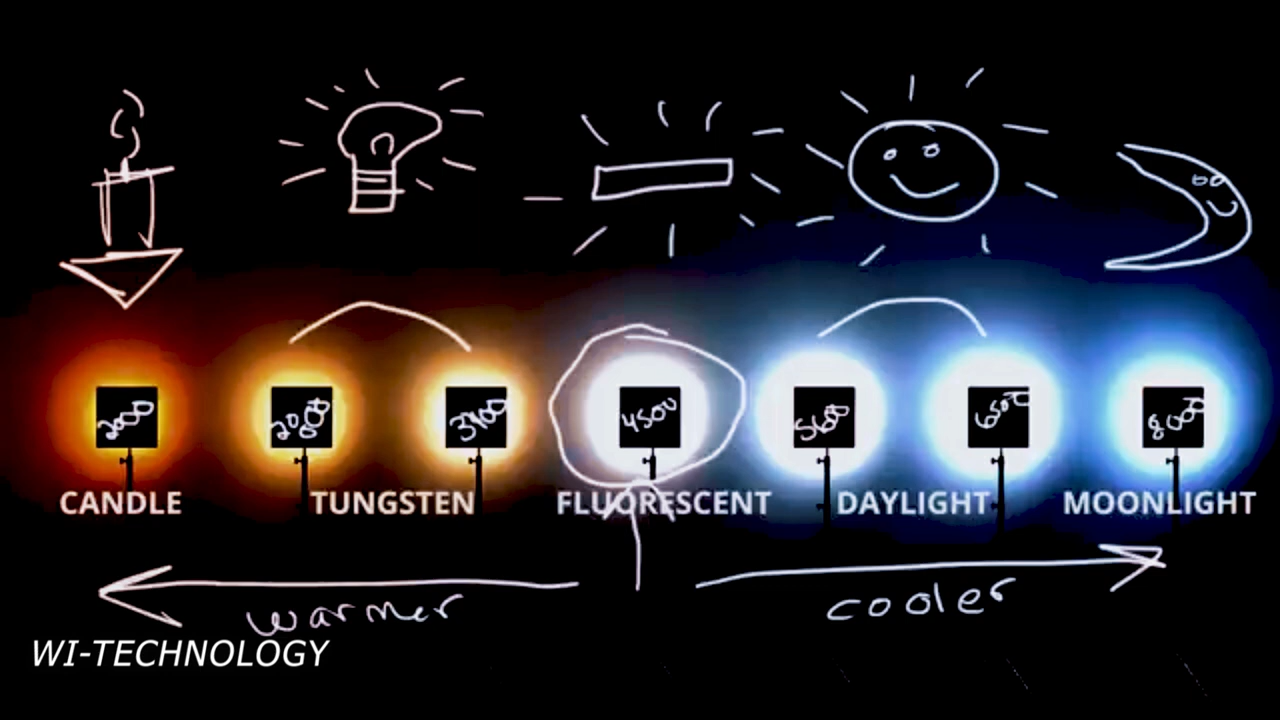 2000
2800
3400
4500
5600
6500
8000
CANDLE
TUNGSTEN
FLUORESCENT
DAYLIGHT
MOONLIGHT
warmer
cooler
WI-TECHNOLOGY